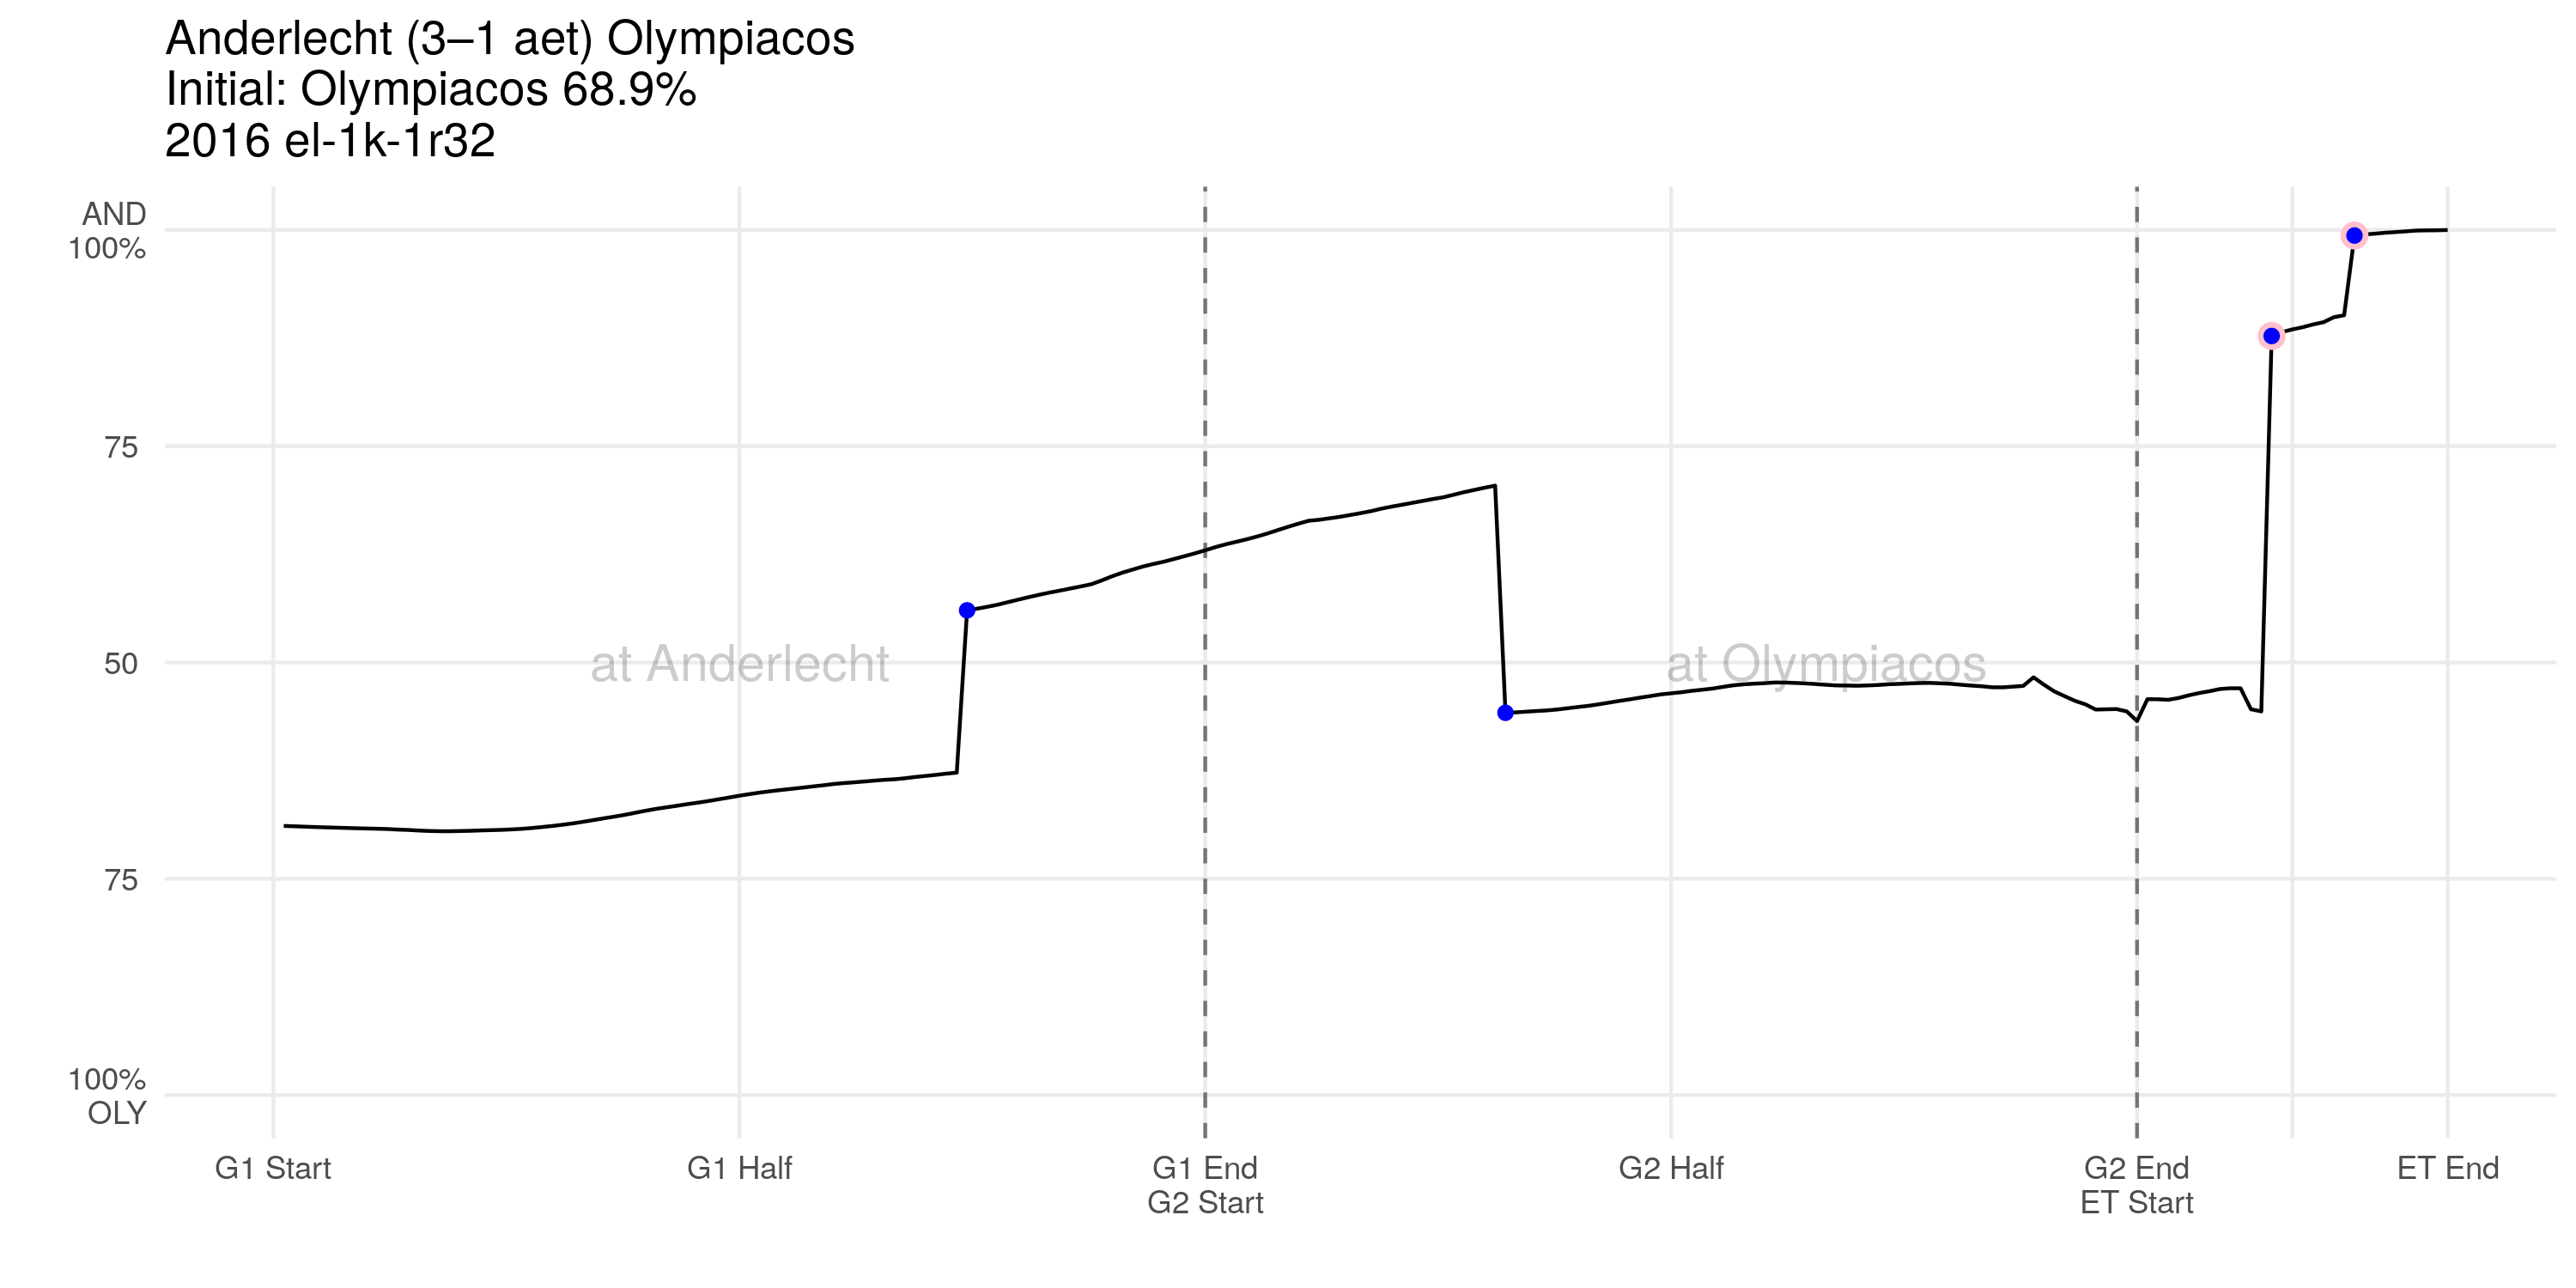 Anderlecht (3–1 aet) Olympiacos
Initial: Olympiacos 68.9%
2016 el-1k-1r32
AND
100%
75
50
75
100%
OLY
at Anderlecht
at Olympiacos
G1 Start
G1 Half
G1 End
G2 Start
G2 Half
G2 End
ET Start
ET End